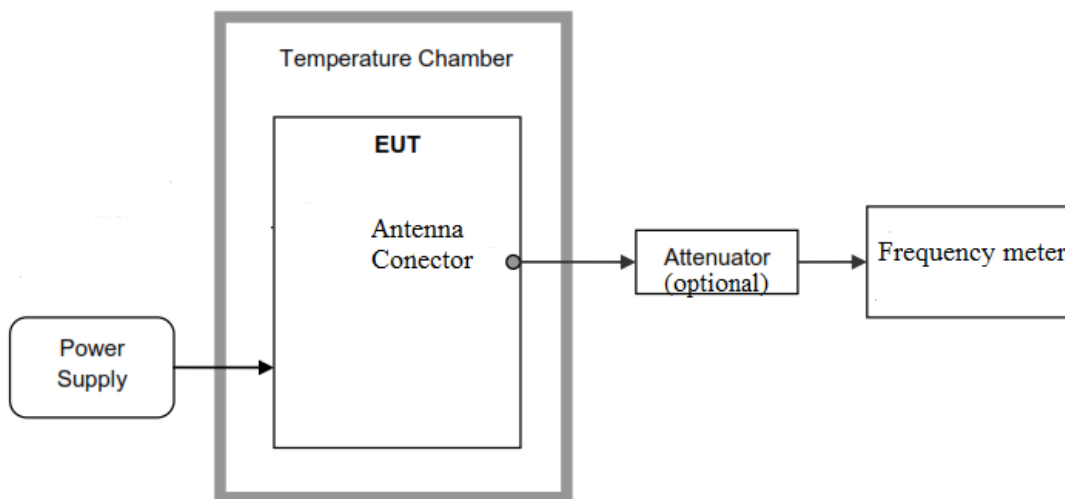 Temperature Chamber
EUT
Antenna
Conector
Attenuator
(optional)
Frequency meter
Power
Supply